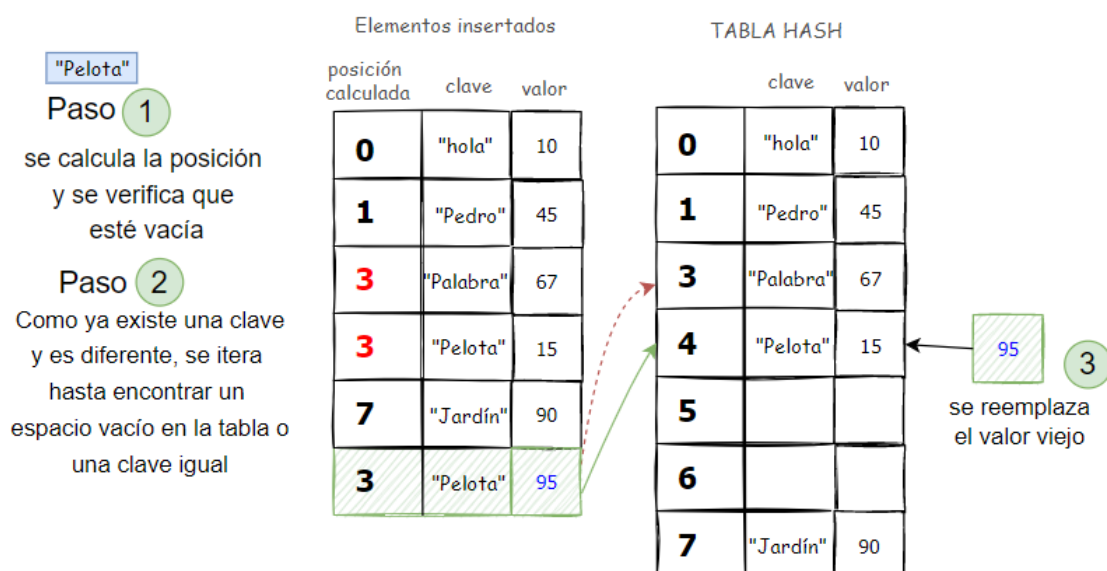 Elementos insertados
TABLA HASH
"Pelota"
Paso 1
se calcula la posición
y se verifica que
esté vacía
Paso 2
Como ya existe una clave
y es diferente, se itera
hasta encontrar un
espacio vacío en la tabla o
una clave igual
posición
calculada clave valor
0 "hola" 10
1 "Pedro" 45
3 "Palabra" 67
3 "Pelota" 15
7 "Jardín" 90
3 "Pelota" 95
clave valor
0 "hola" 10
1 "Pedro" 45
3 "Palabra" 67
4 "Pelota" 15
5
6
7 "Jardín" 90
95
3
se reemplaza
el valor viejo